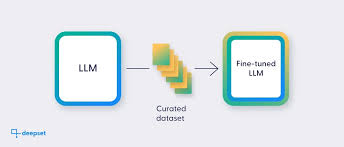 LLM
Curated
dataset
Fine-tuned
LLM
deepset